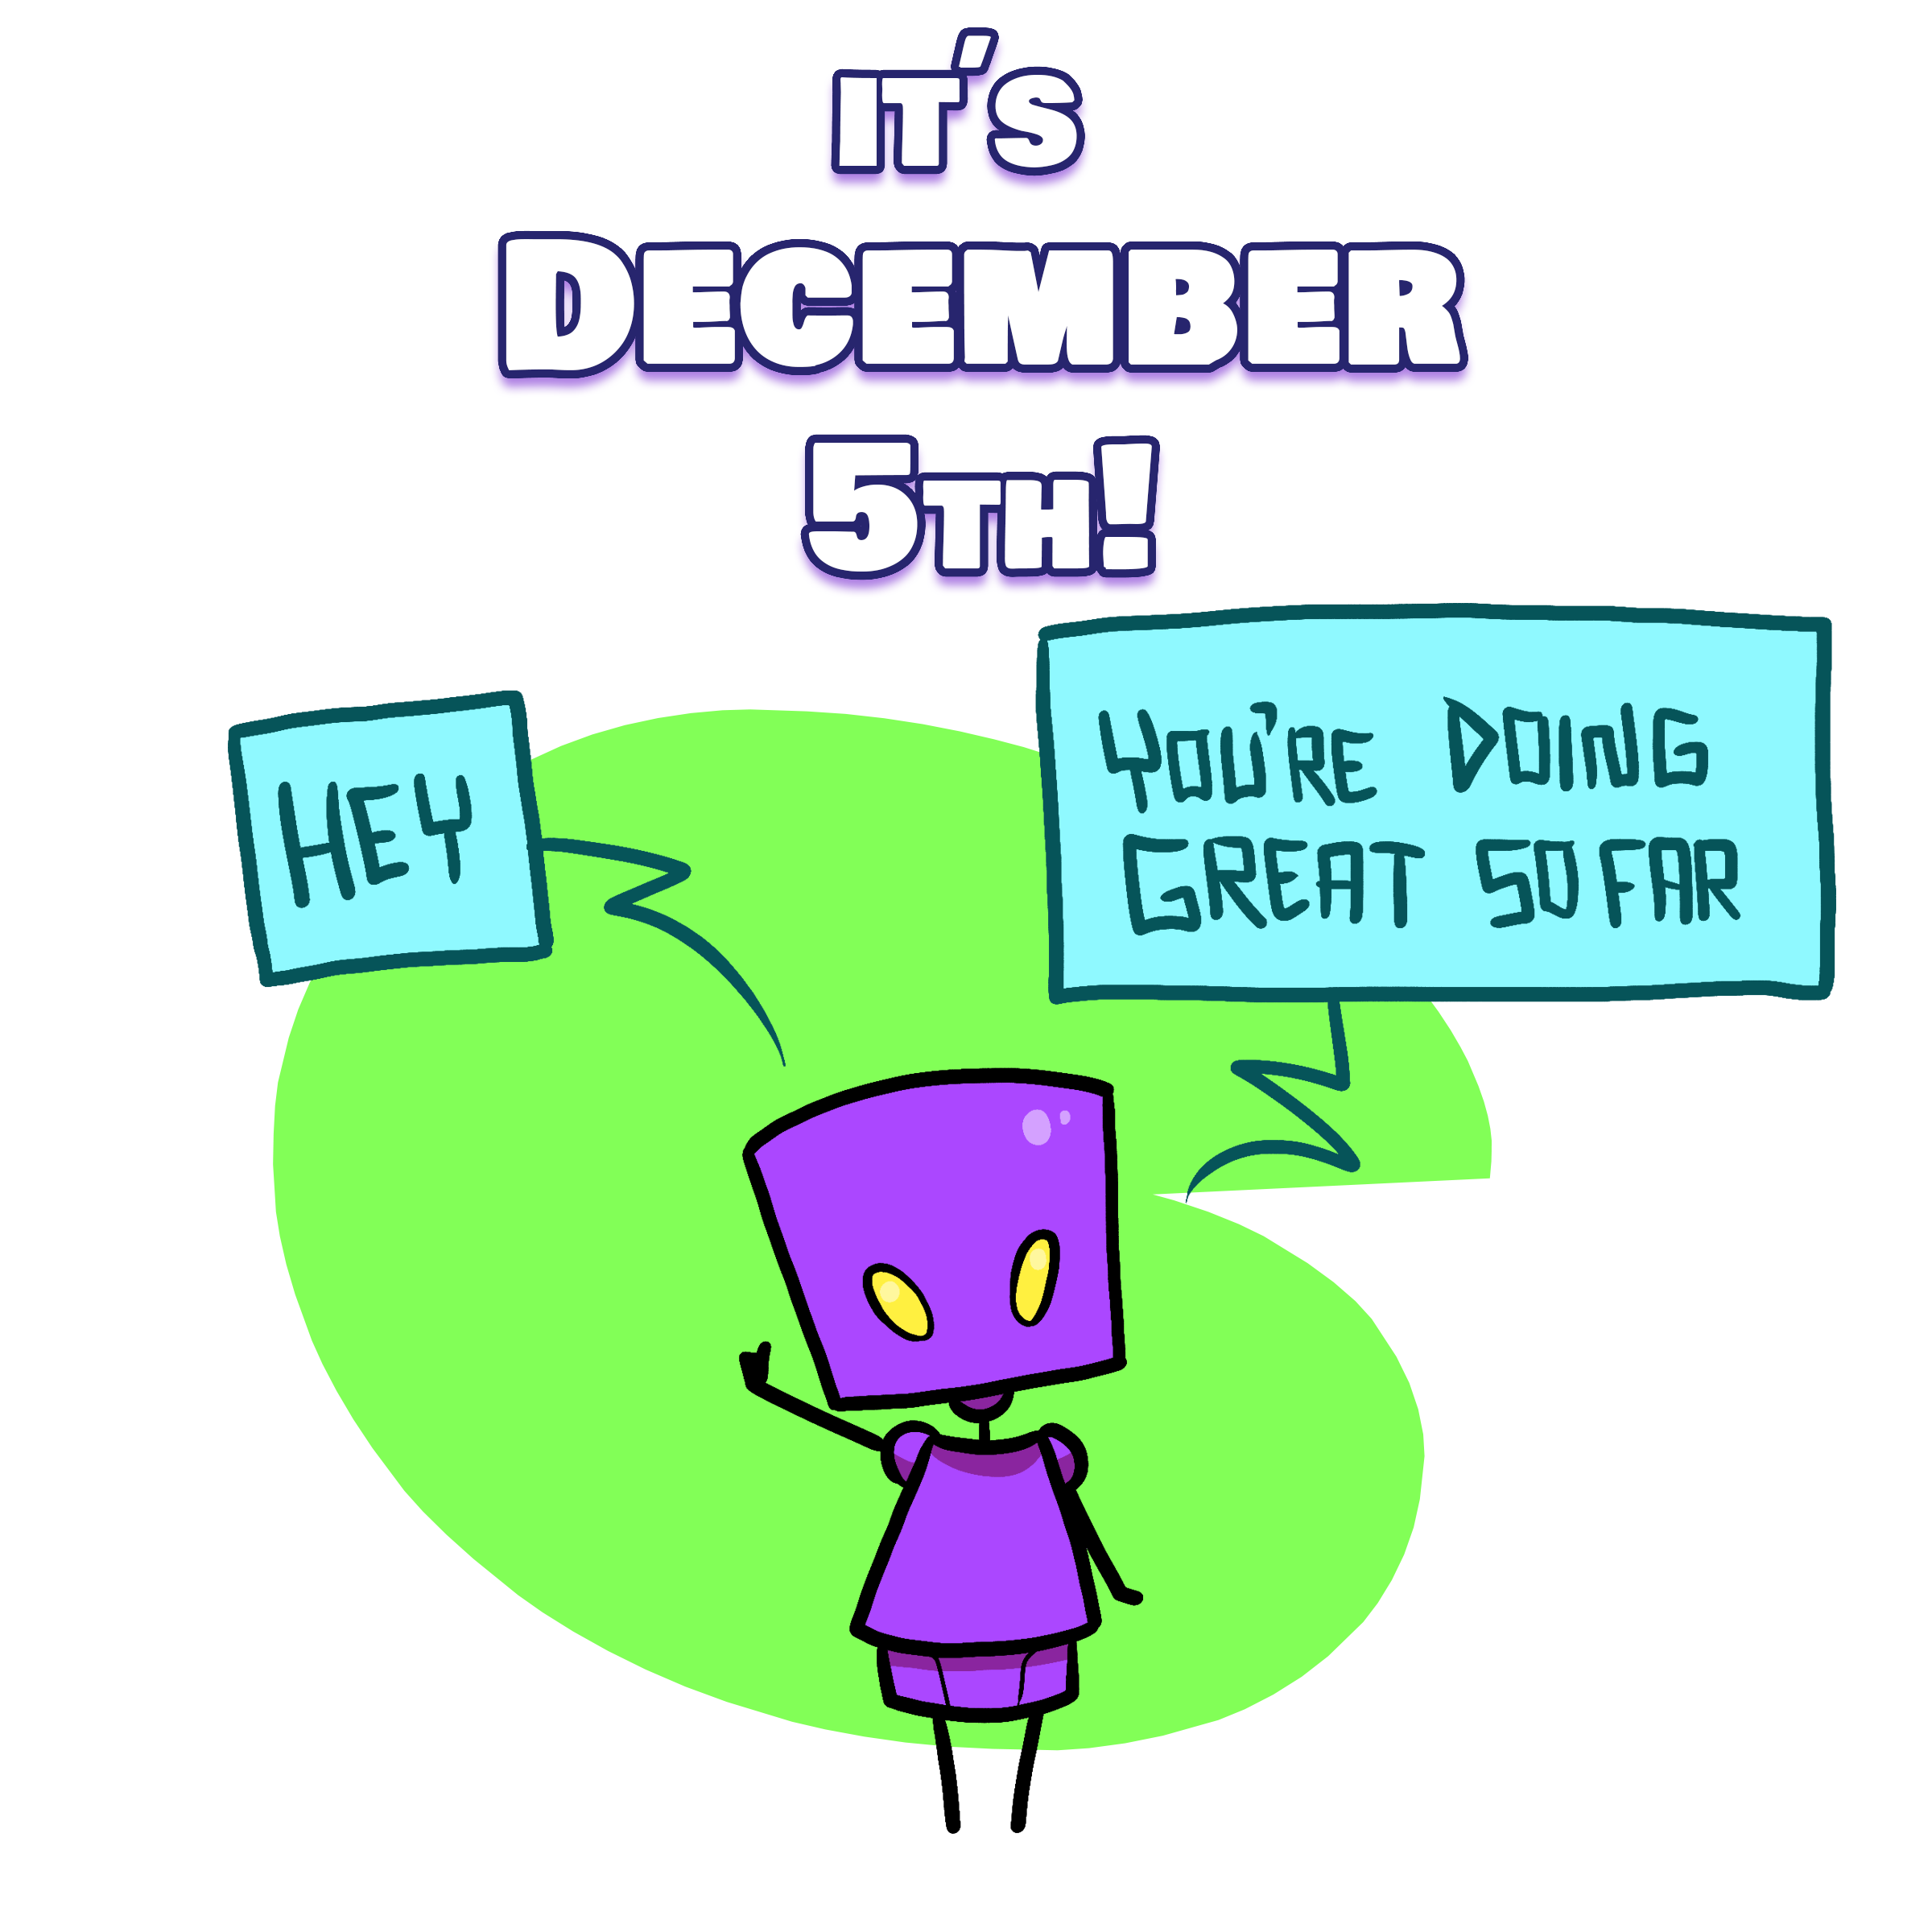 IT'S
DECEMBER
5TH!
HEY
YOU'RE DOING
GREAT SO FAR